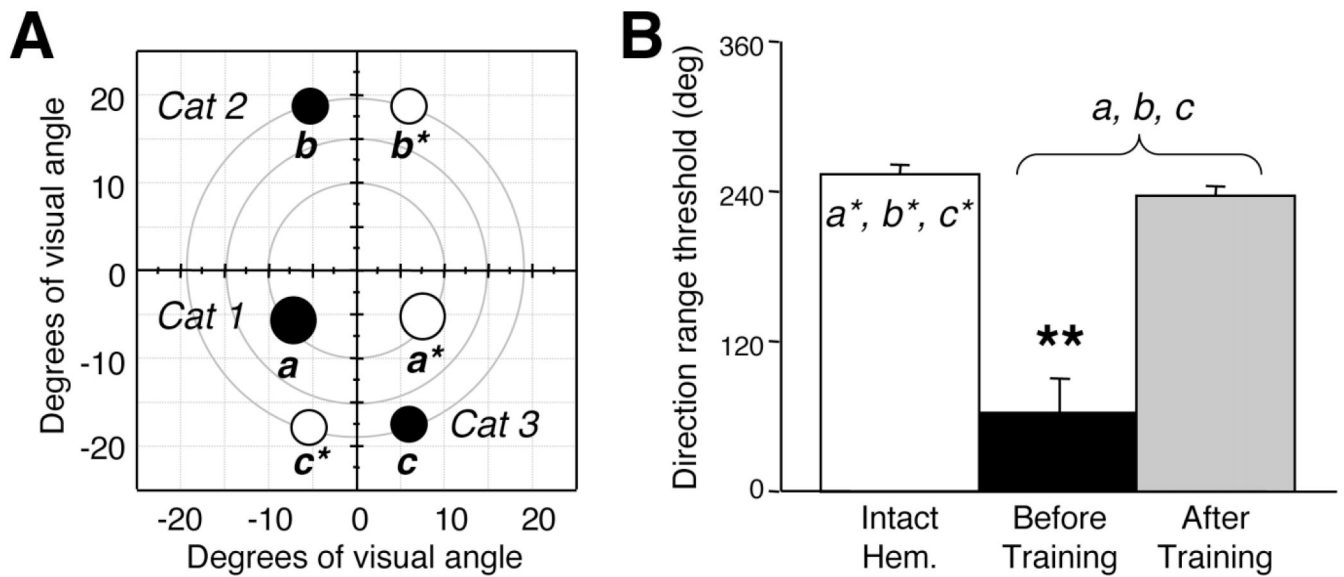 A
Degrees of visual angle
20
10
0
-10
-20
Cat 2
b
b*
Cat 1
a
a*
Cat 3
c*
c
-20 -10 0 10 20
Degrees of visual angle
B
Direction range threshold (deg)
360
240
120
0
a*, b*, c*
**
a, b, c
Intact Hem.
Before Training
After Training